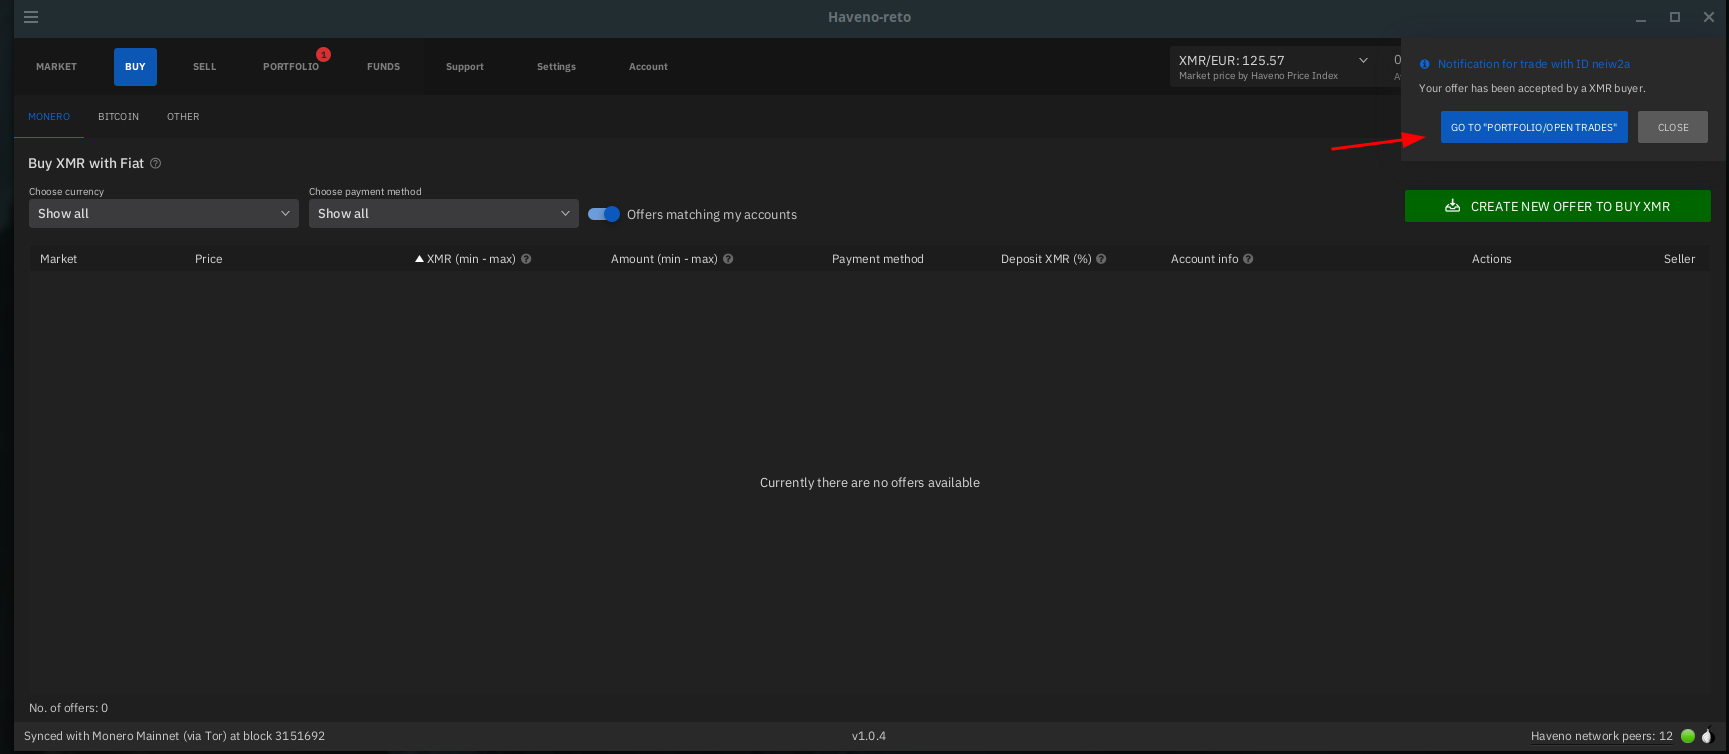 Haveno-reto
MARKET BUY SELL PORTFOLIO 1 FUNDS Support Settings Account
XMR/EUR: 125.57
Market price by Haveno Price Index
0
Notification for trade with ID neiw2a
Your offer has been accepted by a XMR buyer.
GO TO "PORTFOLIO/OPEN TRADES" CLOSE
MONERO BITCOIN OTHER
Buy XMR with Fiat
Choose currency Choose payment method
Show all Show all Offers matching my accounts
CREATE NEW OFFER TO BUY XMR
Market Price XMR (min - max) Amount (min - max) Payment method Deposit XMR (%) Account info Actions Seller
Currently there are no offers available
No. of offers: 0
Synced with Monero Mainnet (via Tor) at block 3151692 v1.0.4 Haveno network peers: 12